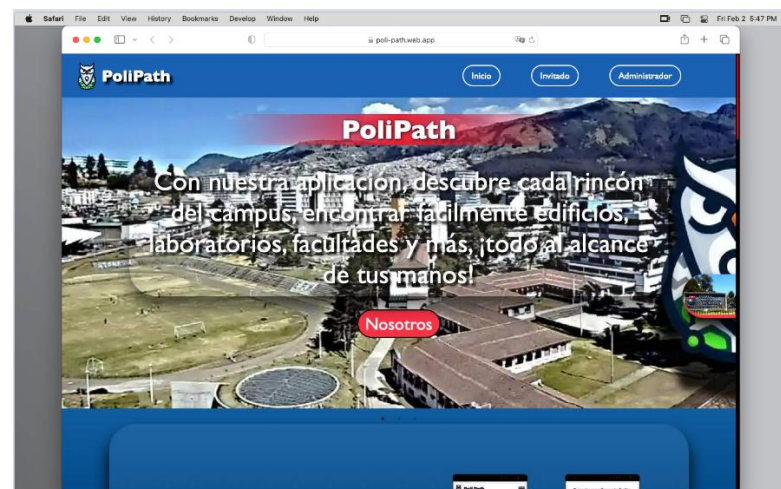 Safari File Edit View History Bookmarks Develop Window Help
Fri Feb 2 5:47 PM
poli-path.web.app
PoliPath
Inicio
Invitado
Administrador
PoliPath
Con nuestra aplicación, descubre cada rincón
del campus, encontrar facilmente edificios,
laboratorios, facultades y más, ¡todo al alcance
de tus manos!
Nosotros
PoliPath